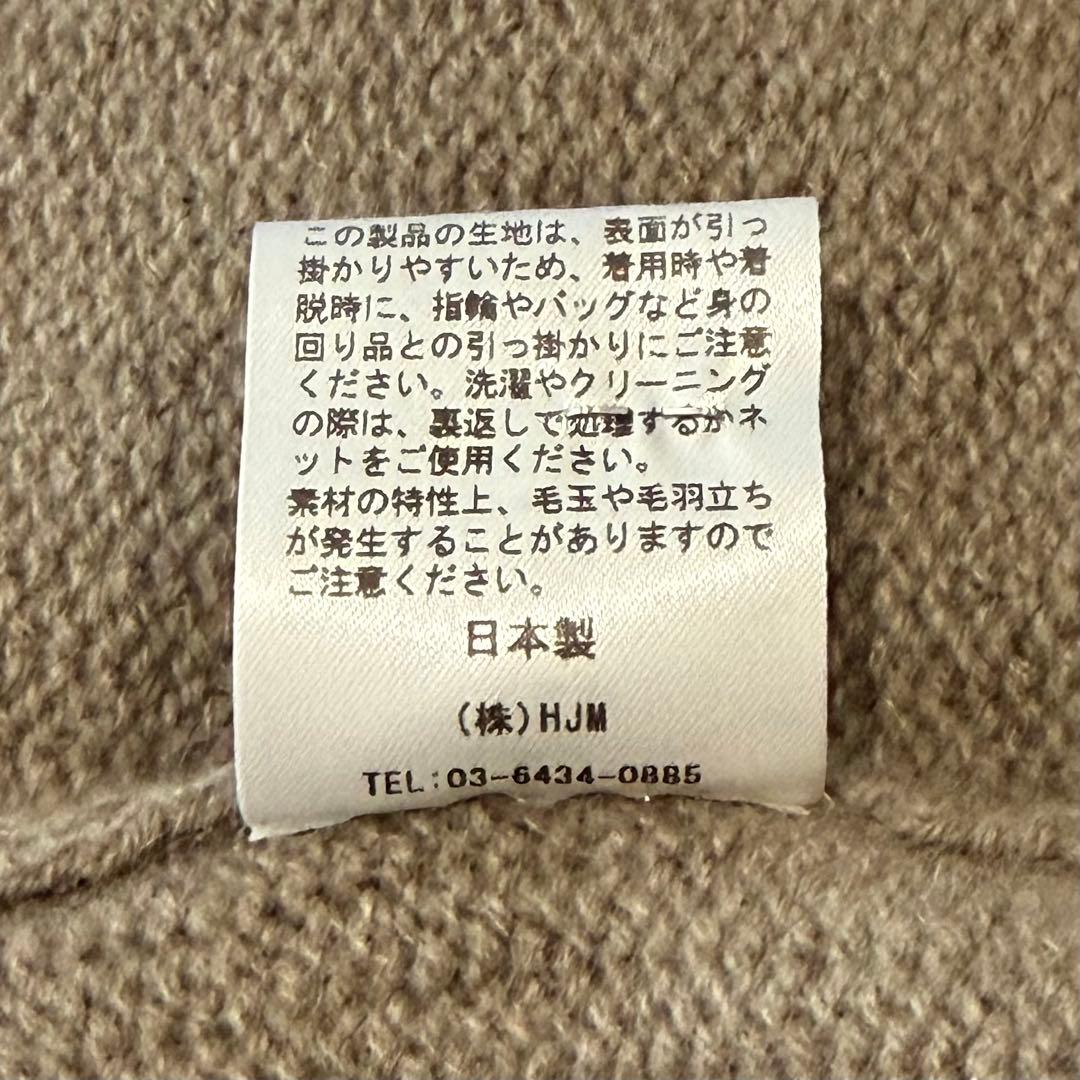 この製品の生地は、表面が引っ
掛かりやすいため、着用時や着
脱時に、指輪やバッグなど身の
回り品との引っ掛かりにご注意
ください。洗濯やクリーニング
の際は、裏返しで処理するかネ
ットをご使用ください。
素材の特性上、毛玉や毛羽立ち
が発生することがありますので
ご注意ください。
日本製
(株)HJM
TEL:03-6434-0885